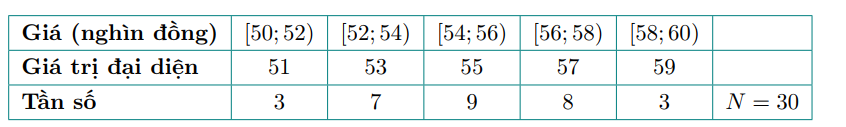 Giá (nghìn đồng) [50; 52) [52; 54) [54; 56) [56; 58) [58; 60)
Giá trị đại diện 51 53 55 57 59
Tần số 3 7 9 8 3 N = 30